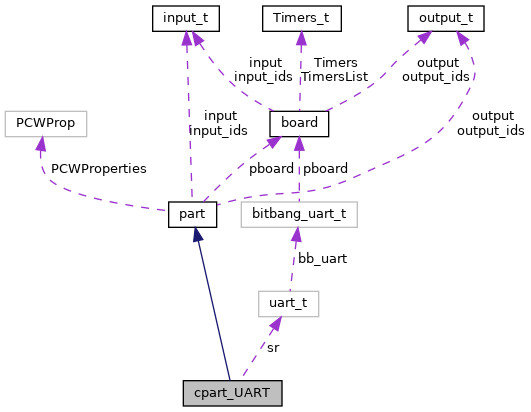 input_t
Timers_t
output_t
input
input_ids
Timers
TimersList
output
output_ids
PCWProp
input
input_ids
board
output
output_ids
PCWProperties
pboard
pboard
part
bitbang_uart_t
bb_uart
uart_t
sr
cpart_UART